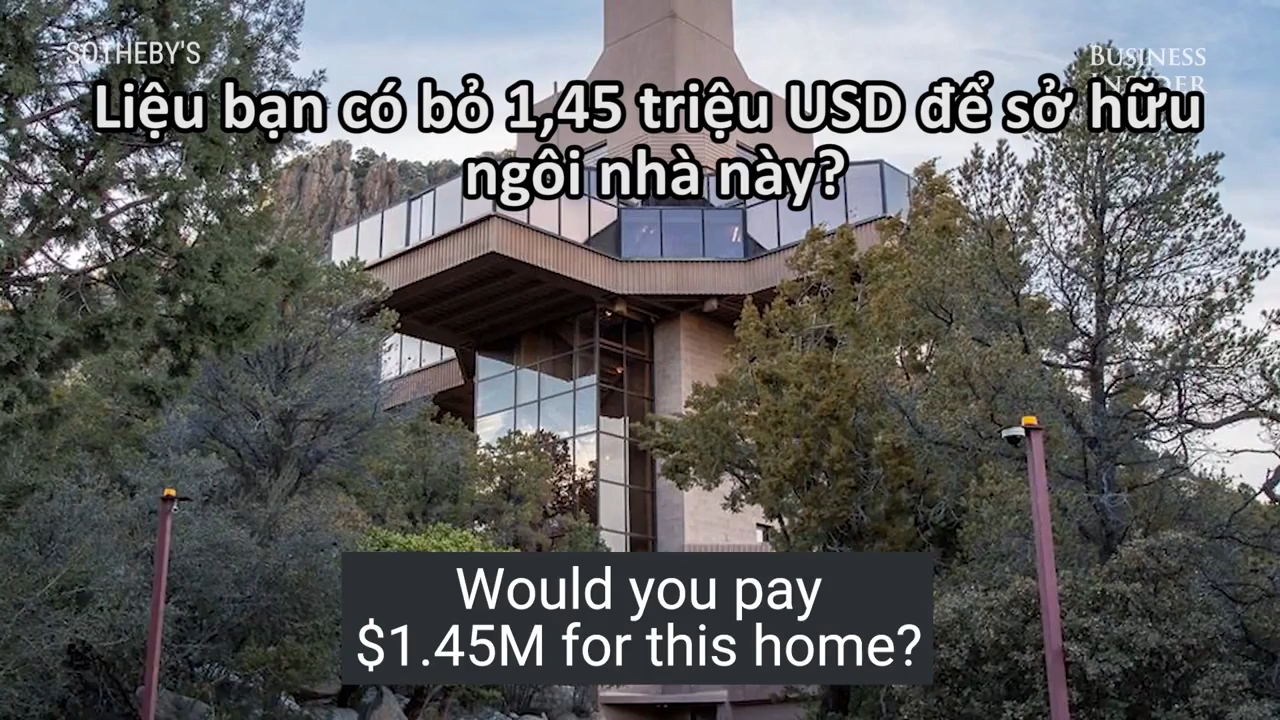 SOTHEBY'S
BUSINESS
INSIDER
Liệu bạn có bỏ 1,45 triệu USD để sở hữu
ngôi nhà này?
Would you pay
$1.45M for this home?